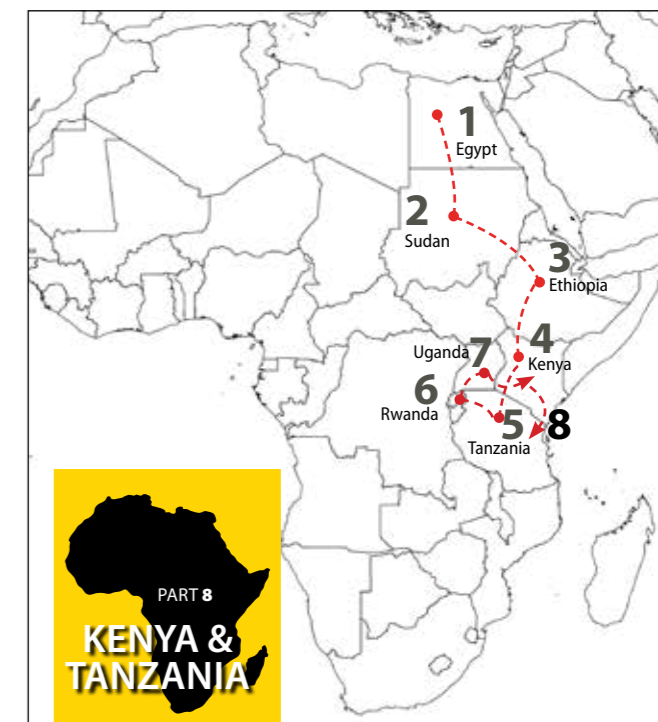 1
Egypt
2
Sudan
3
Ethiopia
4
Kenya
Uganda
7
6
Rwanda
5
Tanzania
8
PART 8
KENYA &
TANZANIA